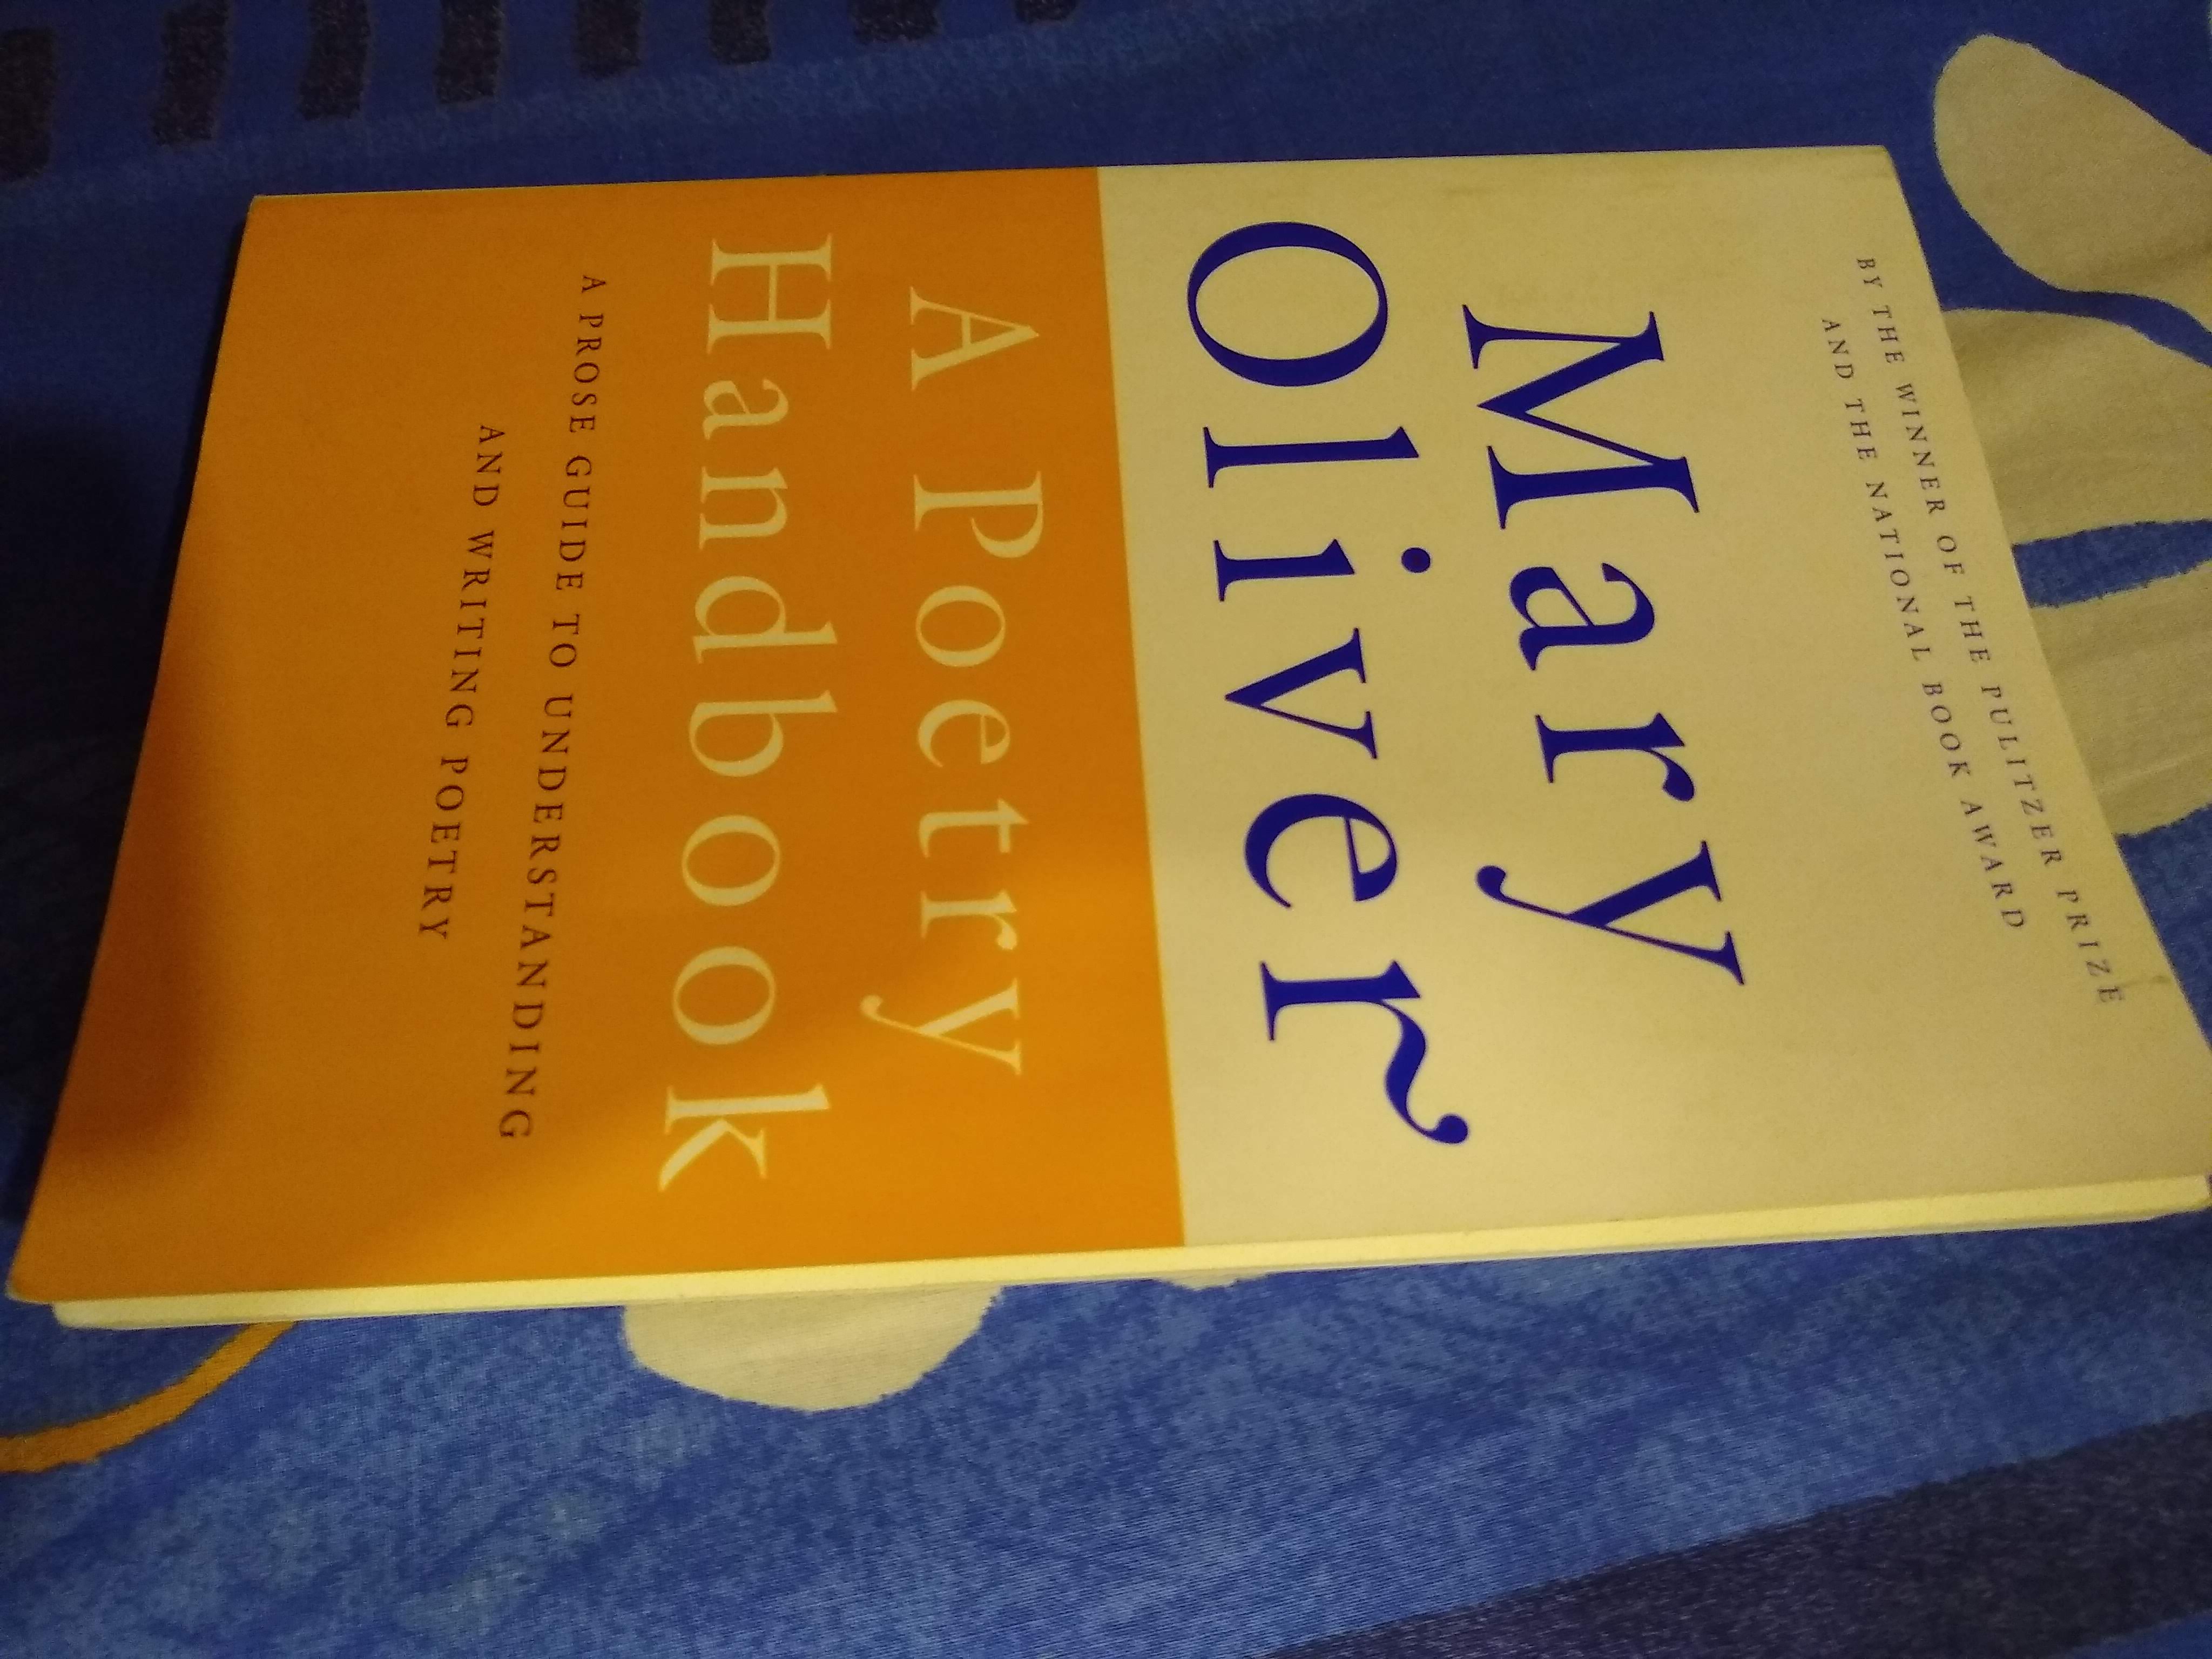 BY THE WINNER OF THE PULITZER PRIZE
AND THE NATIONAL BOOK AWARD
Mary
Oliver
A Poetry
Handbook
A PROSE GUIDE TO UNDERSTANDING
AND WRITING POETRY